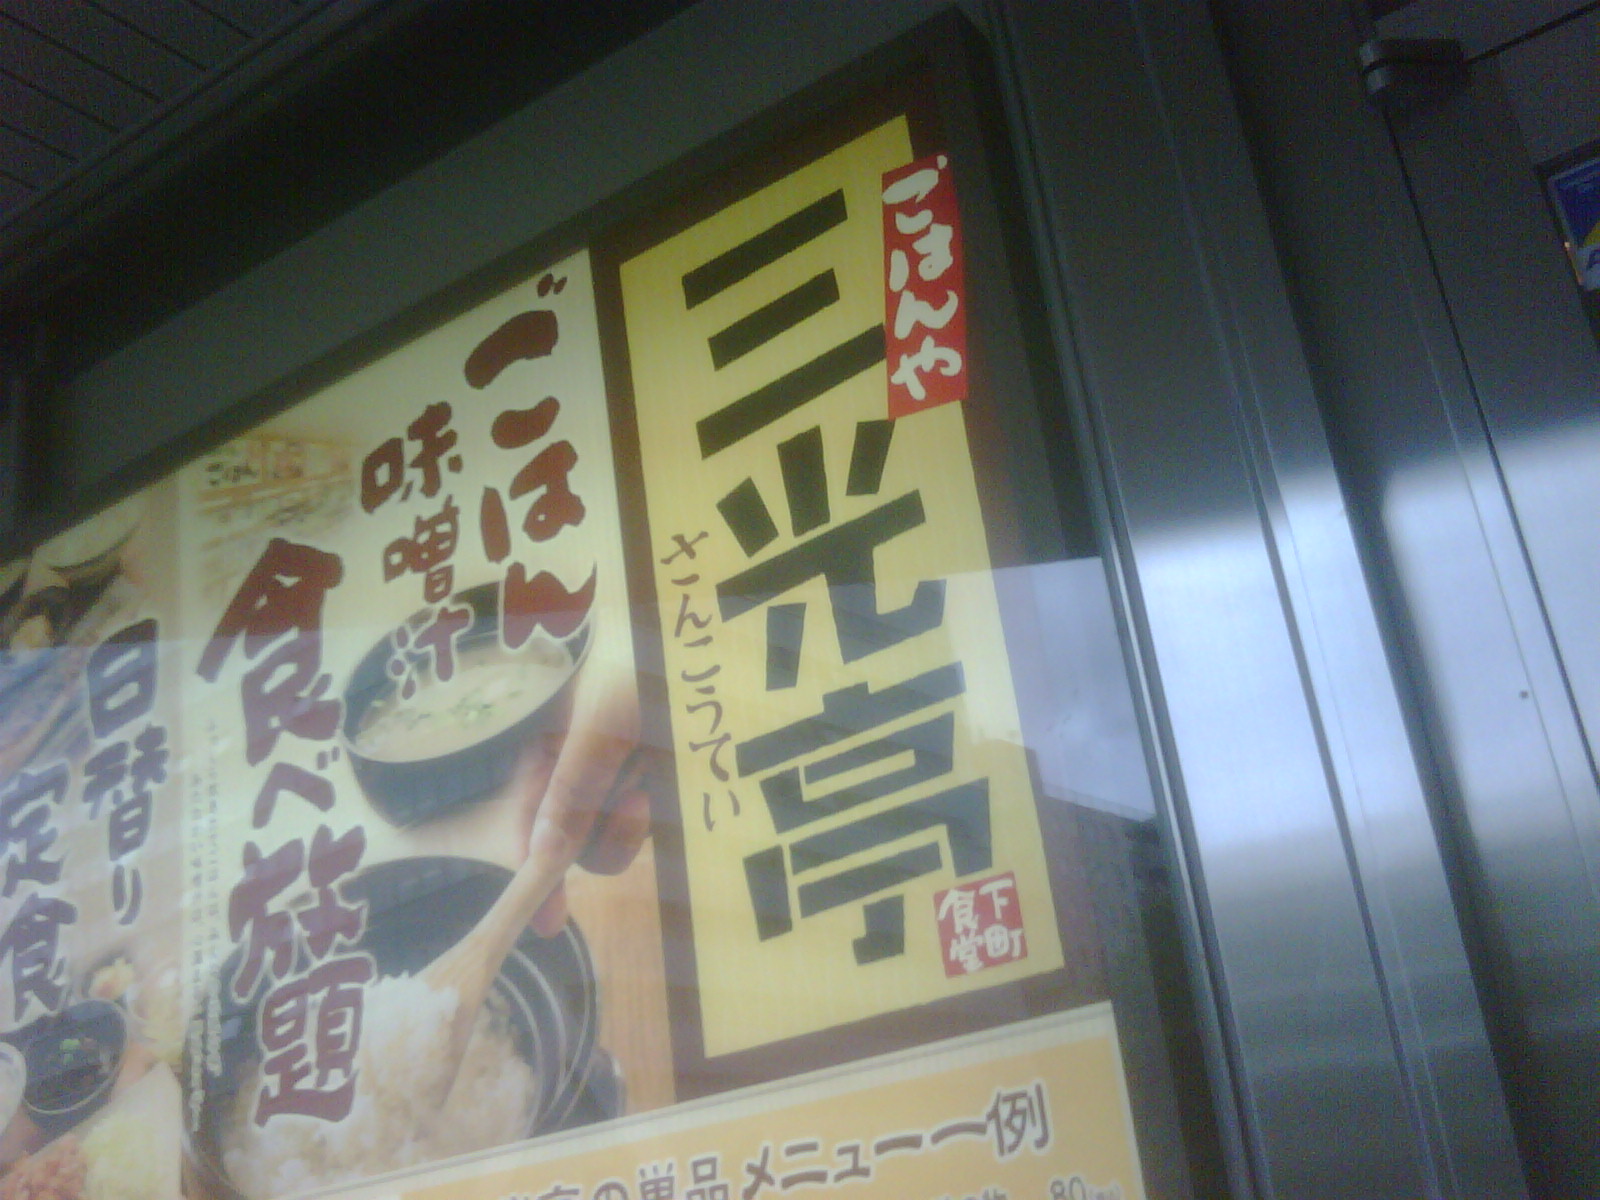 ごはんや
三光亭
さんこうてい
下町
食堂
ごはん
味噌汁
食べ放題
日替り
定食
の単品メニュー一例
80